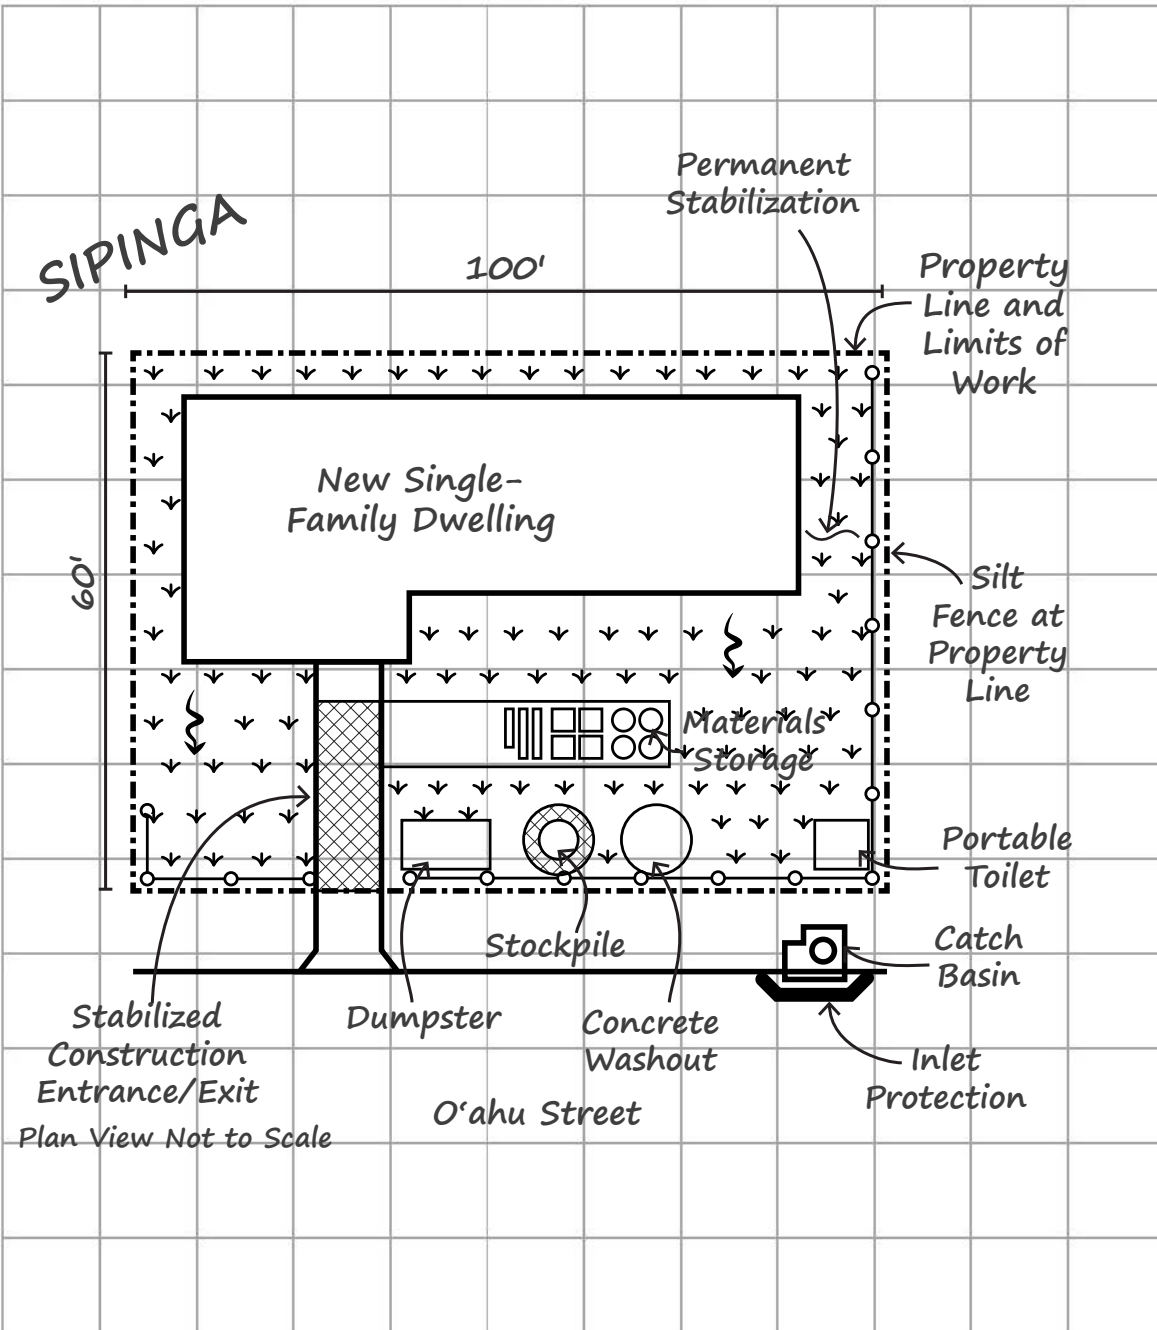 Permanent
Stabilization
SIPINGA
100'
Property
Line and
Limits of
Work
New Single-
Family Dwelling
60'
Silt
Fence at
Property
Line
Materials
Storage
Portable
Toilet
Stockpile
Catch
Basin
Stabilized
Construction
Entrance/Exit
Dumpster
Concrete
Washout
Inlet
Protection
Oʻahu Street
Plan View Not to Scale